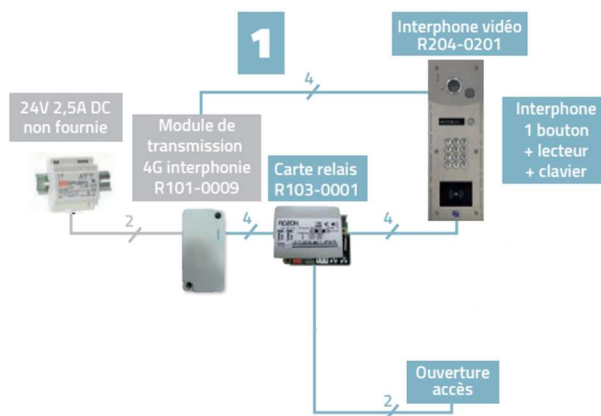 1
Interphone vidéo
R204-0201
4
24V 2,5A DC
non fournie
Module de
transmission
4G interphonie
R101-0009
Interphone
1 bouton
+ lecteur
+ clavier
Carte relais
R103-0001
2
4
4
Ouverture
accès
2